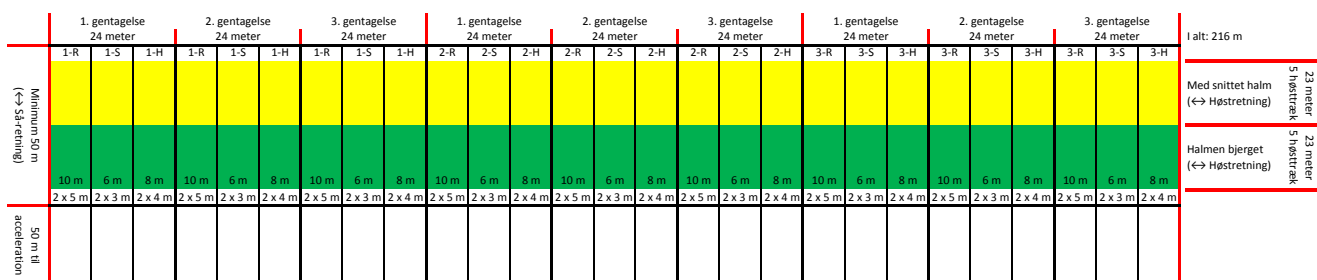 1. gentagelse 2. gentagelse 3. gentagelse 1. gentagelse 2. gentagelse 3. gentagelse 1. gentagelse 2. gentagelse 3. gentagelse
24 meter 24 meter 24 meter 24 meter 24 meter 24 meter 24 meter 24 meter 24 meter
I alt: 216 m
1-R 1-S 1-H 1-R 1-S 1-H 1-R 1-S 1-H 2-R 2-S 2-H 2-R 2-S 2-H 2-R 2-S 2-H 3-R 3-S 3-H 3-R 3-S 3-H 3-R 3-S 3-H
Minimum 50 m
(<-> Så-retning)
Med snittet halm
(<-> Høstretning)
23 meter
5 høsttræk
Halmen bjerget
(<-> Høstretning)
23 meter
5 høsttræk
10 m 6 m 8 m 10 m 6 m 8 m 10 m 6 m 8 m 10 m 6 m 8 m 10 m 6 m 8 m 10 m 6 m 8 m 10 m 6 m 8 m 10 m 6 m 8 m 10 m 6 m 8 m
2 x 5 m 2 x 3 m 2 x 4 m 2 x 5 m 2 x 3 m 2 x 4 m 2 x 5 m 2 x 3 m 2 x 4 m 2 x 5 m 2 x 3 m 2 x 4 m 2 x 5 m 2 x 3 m 2 x 4 m 2 x 5 m 2 x 3 m 2 x 4 m 2 x 5 m 2 x 3 m 2 x 4 m 2 x 5 m 2 x 3 m 2 x 4 m 2 x 5 m 2 x 3 m 2 x 4 m
50 m til
acceleration